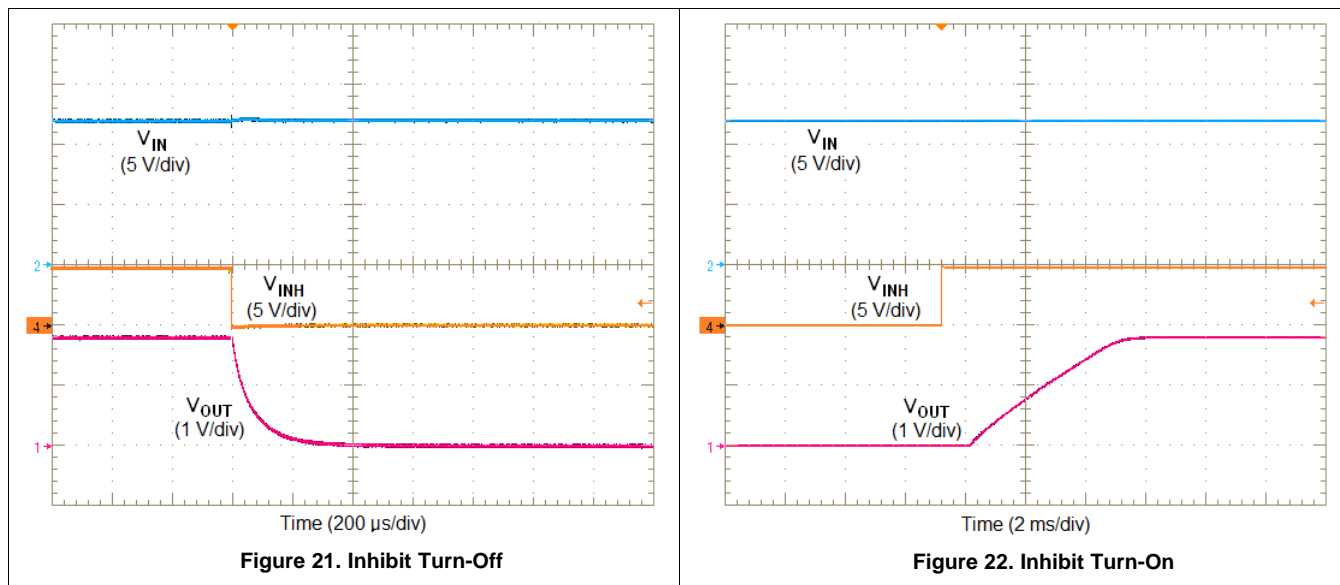 VIN
(5 V/div)
2
VINH
(5 V/div)
4
VOUT
(1 V/div)
1
Time (200 µs/div)
Figure 21. Inhibit Turn-Off
VIN
(5 V/div)
2
VINH
(5 V/div)
4
VOUT
(1 V/div)
1
Time (2 ms/div)
Figure 22. Inhibit Turn-On